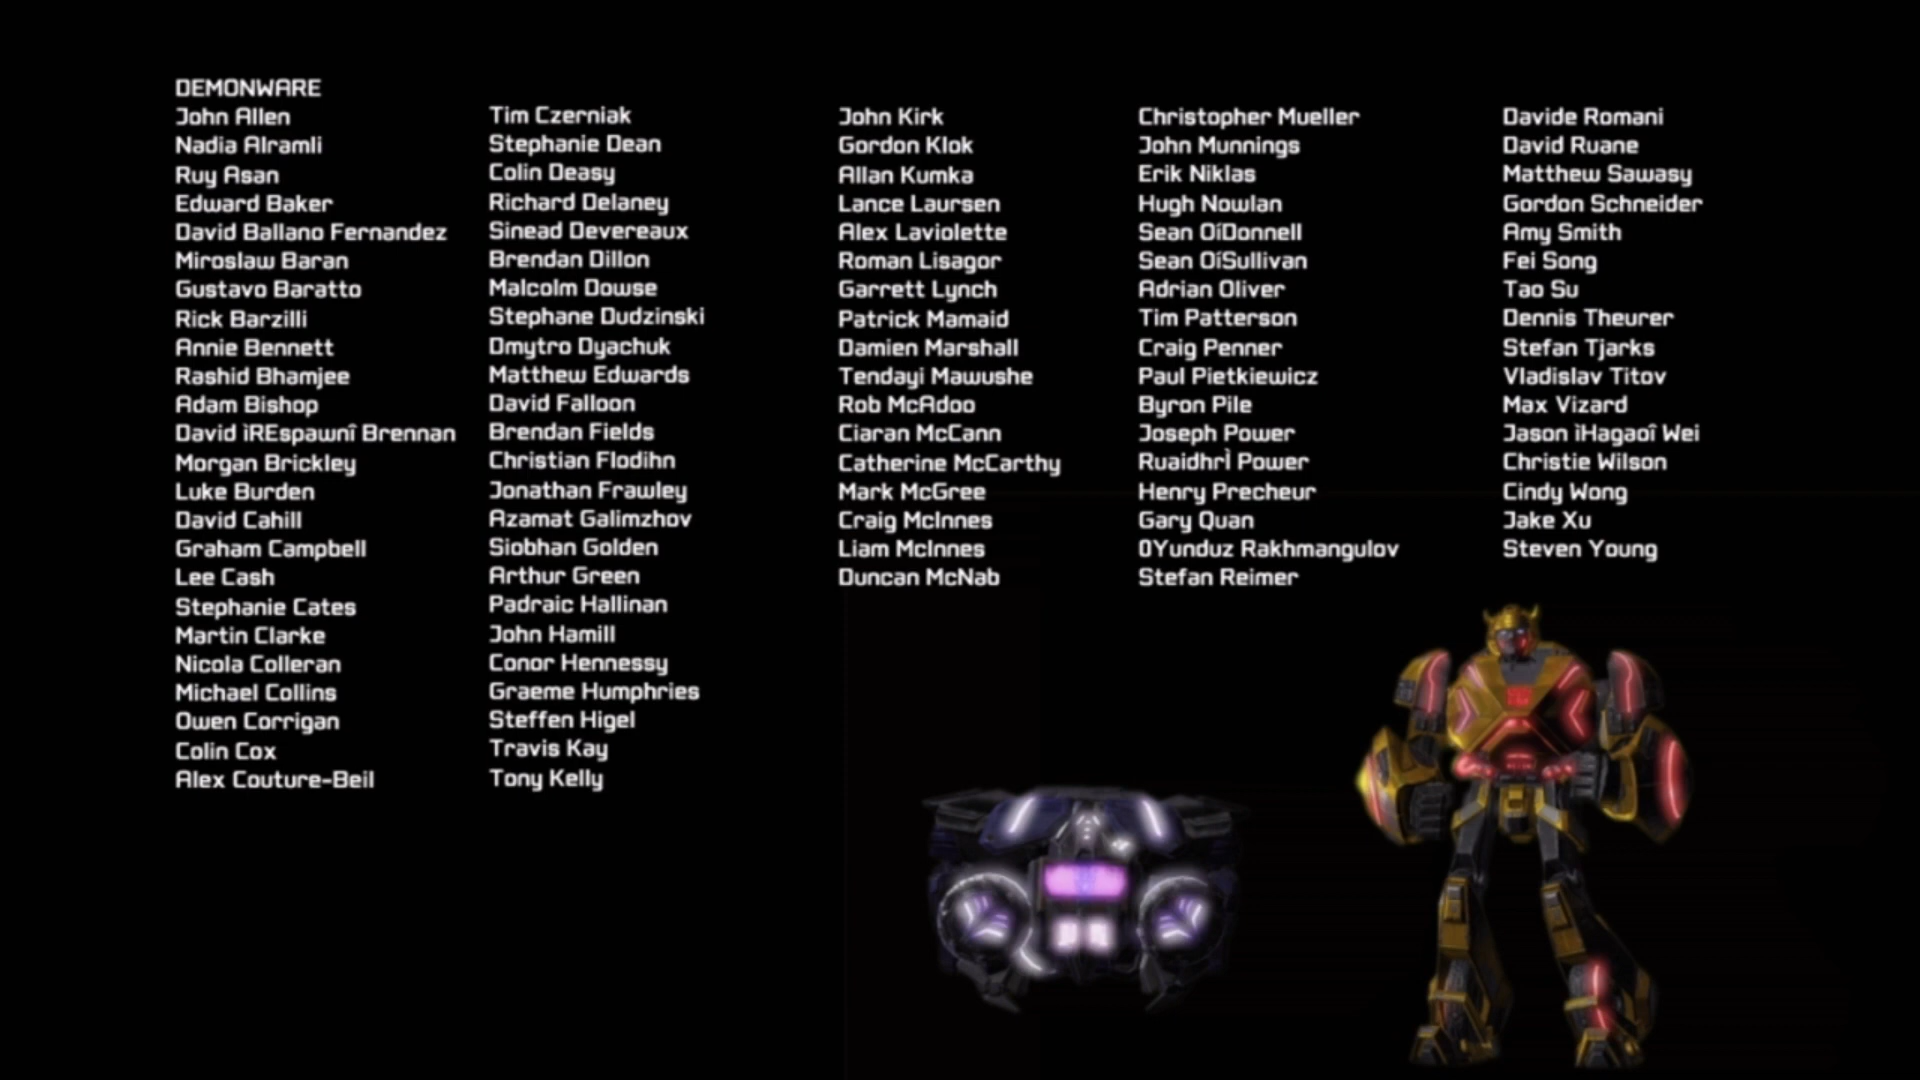 DEMONWARE
John Allen
Nadia Alramli
Ruy Asan
Edward Baker
David Ballano Fernandez
Miroslaw Baran
Gustavo Baratto
Rick Barzilli
Annie Bennett
Rashid Bhamjee
Adam Bishop
David ìREspawnî Brennan
Morgan Brickley
Luke Burden
David Cahill
Graham Campbell
Lee Cash
Stephanie Cates
Martin Clarke
Nicola Colleran
Michael Collins
Owen Corrigan
Colin Cox
Alex Couture-Beil
Tim Czerniak
Stephanie Dean
Colin Deasy
Richard Delaney
Sinead Devereaux
Brendan Dillon
Malcolm Dowse
Stephane Dudzinski
Dmytro Dyachuk
Matthew Edwards
David Falloon
Brendan Fields
Christian Flodihn
Jonathan Frawley
Azamat Galimzhov
Siobhan Golden
Arthur Green
Padraic Hallinan
John Hamill
Conor Hennessy
Graeme Humphries
Steffen Higel
Travis Kay
Tony Kelly
John Kirk
Gordon Klok
Allan Kumka
Lance Laursen
Alex Laviolette
Roman Lisagor
Garrett Lynch
Patrick Mamaid
Damien Marshall
Tendayi Mawushe
Rob McAdoo
Ciaran McCann
Catherine McCarthy
Mark McGree
Craig McInnes
Liam McInnes
Duncan McNab
Christopher Mueller
John Munnings
Erik Niklas
Hugh Nowlan
Sean OíDonnell
Sean OíSullivan
Adrian Oliver
Tim Patterson
Craig Penner
Paul Pietkiewicz
Byron Pile
Joseph Power
RuaidhrÌ Power
Henry Precheur
Gary Quan
0Yunduz Rakhmangulov
Stefan Reimer
Davide Romani
David Ruane
Matthew Sawasy
Gordon Schneider
Amy Smith
Fei Song
Tao Su
Dennis Theurer
Stefan Tjarks
Vladislav Titov
Max Vizard
Jason ìHagaoî Wei
Christie Wilson
Cindy Wong
Jake Xu
Steven Young